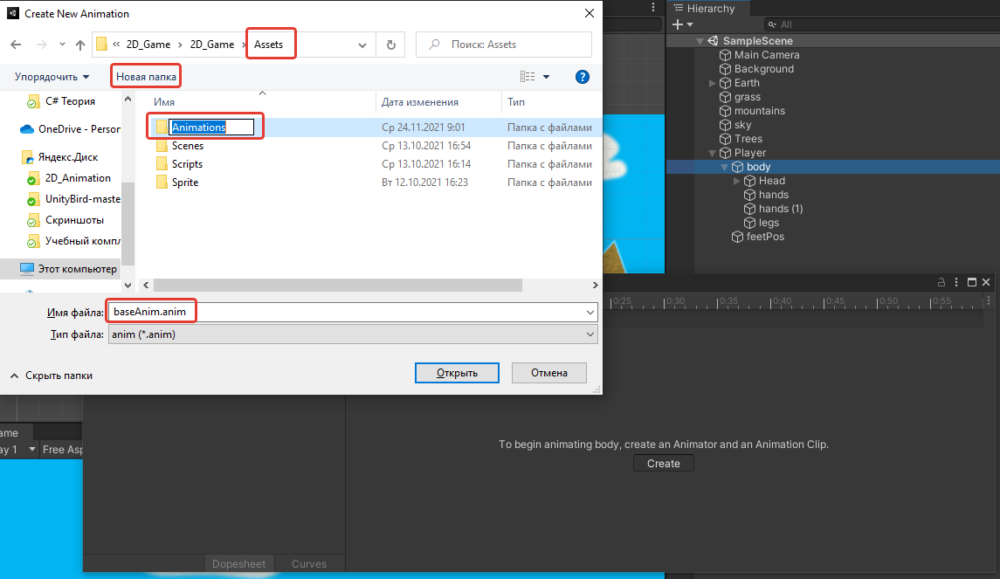 Create New Animation
Hierarchy
All
« 2D_Game › 2D_Game › Assets
Поиск: Assets
SampleScene
Main Camera
Background
Earth
grass
mountains
sky
Trees
Player
body
Head
hands
hands (1)
legs
feetPos
Упорядочить
Новая папка
?
Имя
Дата изменения
Тип
C# Теория
OneDrive - Person
Яндекс.Диск
2D_Animation
UnityBird-maste
Скриншоты
Учебный компл
Этот компьютер
Animations
Ср 24.11.2021 9:01
Папка с файлами
Scenes
Ср 13.10.2021 16:54
Папка с файлами
Scripts
Ср 13.10.2021 16:14
Папка с файлами
Sprite
Вт 12.10.2021 16:23
Папка с файлами
Имя файла:
baseAnim.anim
Тип файла:
anim (*.anim)
Скрыть папки
Открыть
Отмена
0:25
0:30
0:35
0:40
0:45
0:50
0:55
To begin animating body, create an Animator and an Animation Clip.
Create
ame
ay 1
Free Asp
Dopesheet
Curves